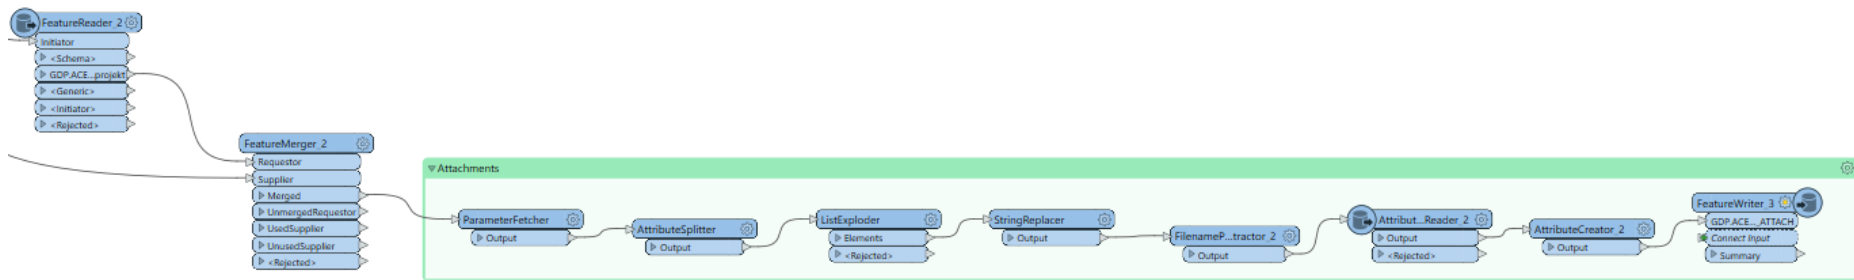 FeatureReader_2
Initiator
<Schema>
GDP.ACE...projekt
<Generic>
<Initiator>
<Rejected>
FeatureMerger_2
Requestor
Supplier
Merged
UnmergedRequestor
UsedSupplier
UnusedSupplier
<Rejected>
Attachments
ParameterFetcher
Output
AttributeSplitter
Output
ListExploder
Elements
<Rejected>
StringReplacer
Output
FilenameP...tractor_2
Output
Attribut...Reader_2
Output
<Rejected>
AttributeCreator_2
Output
FeatureWriter_3
GDP.ACE..._ATTACH
Connect Input
Summary